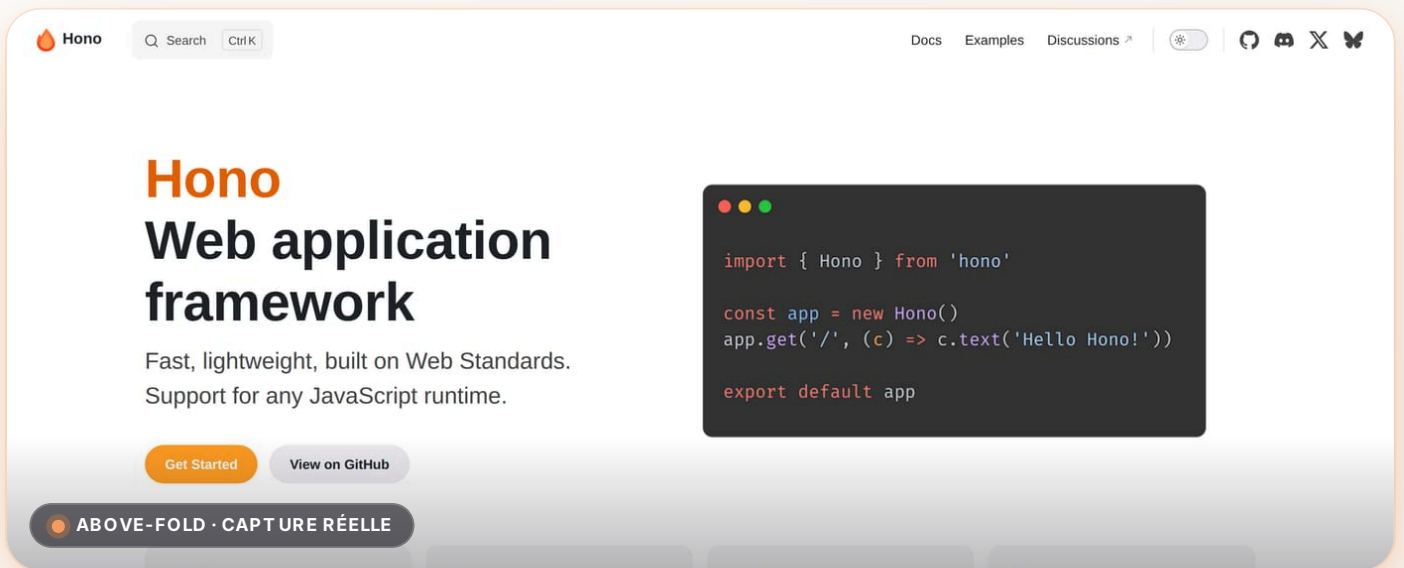 Hono
Search Ctrl K
Docs Examples Discussions
Hono
Web application
framework
Fast, lightweight, built on Web Standards.
Support for any JavaScript runtime.
Get Started View on GitHub
import { Hono } from 'hono'
const app = new Hono()
app.get('/', (c) => c.text('Hello Hono!'))
export default app
ABOVE-FOLD · CAPTURE RÉELLE